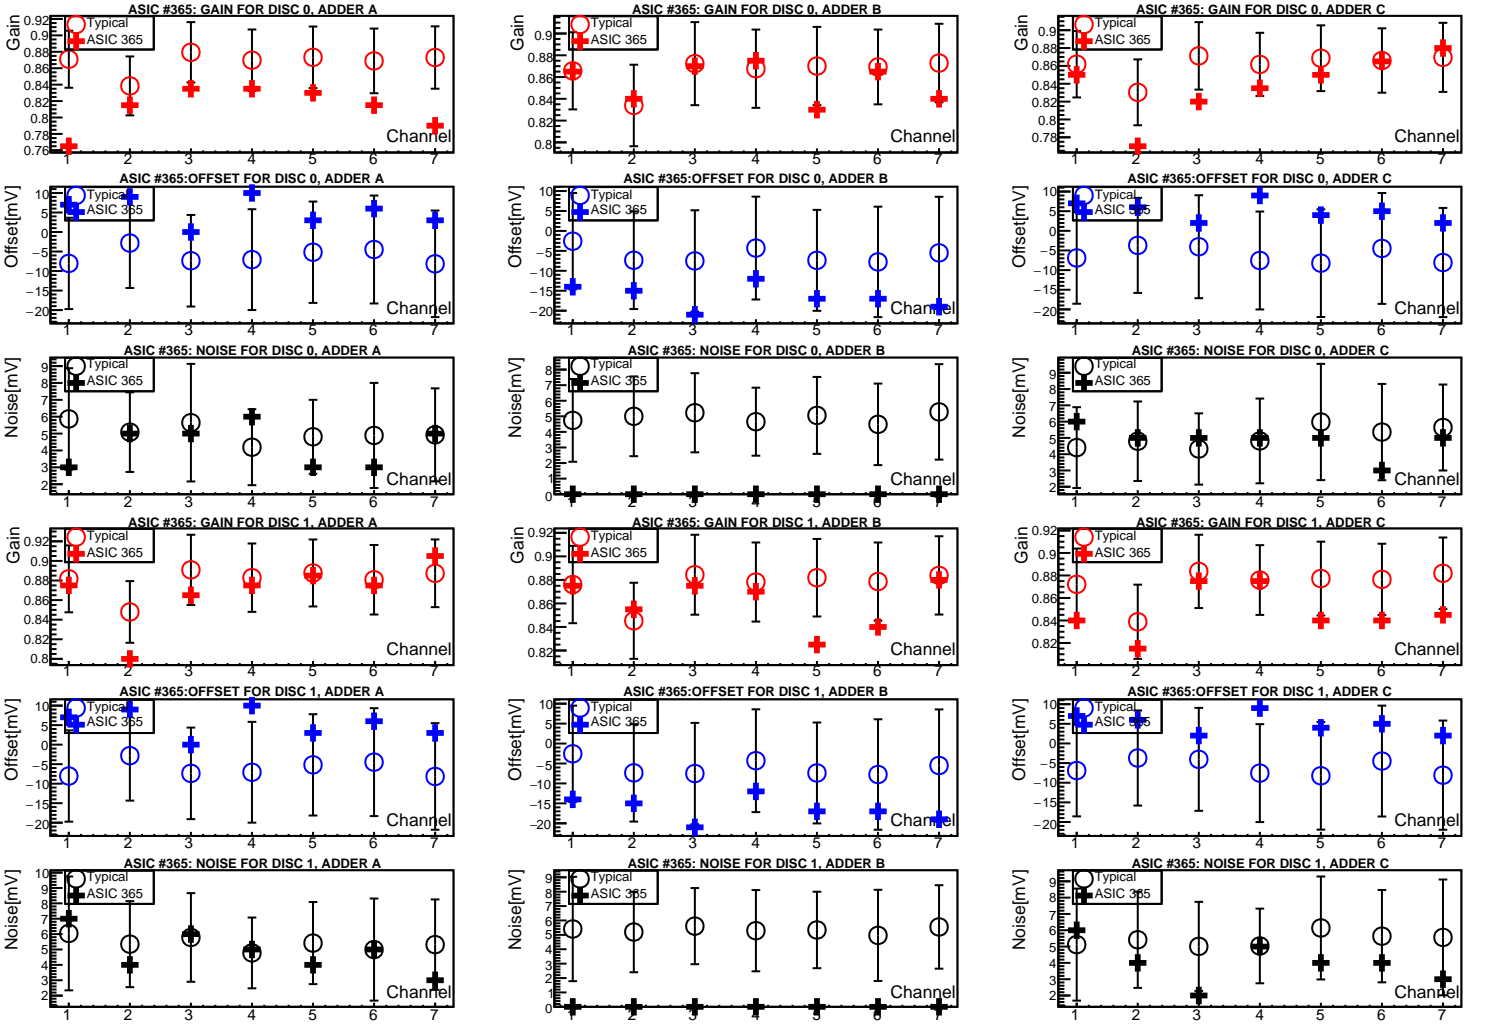 ASIC #365: GAIN FOR DISC 0, ADDER A
Gain
0.92
0.9
0.88
0.86
0.84
0.82
0.8
0.78
0.76
Typical
ASIC 365
Channel
1 2 3 4 5 6 7
ASIC #365: GAIN FOR DISC 0, ADDER B
Gain
0.9
0.88
0.86
0.84
0.82
0.8
Typical
ASIC 365
Channel
1 2 3 4 5 6 7
ASIC #365: GAIN FOR DISC 0, ADDER C
Gain
0.9
0.88
0.86
0.84
0.82
0.8
0.78
Typical
ASIC 365
Channel
1 2 3 4 5 6 7
ASIC #365:OFFSET FOR DISC 0, ADDER A
Offset[mV]
10
5
0
−5
−10
−15
−20
Typical
ASIC 365
Channel
1 2 3 4 5 6 7
ASIC #365:OFFSET FOR DISC 0, ADDER B
Offset[mV]
10
5
0
−5
−10
−15
−20
Typical
ASIC 365
Channel
1 2 3 4 5 6 7
ASIC #365:OFFSET FOR DISC 0, ADDER C
Offset[mV]
10
5
0
−5
−10
−15
−20
Typical
ASIC 365
Channel
1 2 3 4 5 6 7
ASIC #365: NOISE FOR DISC 0, ADDER A
Noise[mV]
9
8
7
6
5
4
3
2
Typical
ASIC 365
Channel
1 2 3 4 5 6 7
ASIC #365: NOISE FOR DISC 0, ADDER B
Noise[mV]
8
7
6
5
4
3
2
1
0
Typical
ASIC 365
Channel
1 2 3 4 5 6 7
ASIC #365: NOISE FOR DISC 0, ADDER C
Noise[mV]
9
8
7
6
5
4
3
2
Typical
ASIC 365
Channel
1 2 3 4 5 6 7
ASIC #365: GAIN FOR DISC 1, ADDER A
Gain
0.92
0.9
0.88
0.86
0.84
0.82
0.8
Typical
ASIC 365
Channel
1 2 3 4 5 6 7
ASIC #365: GAIN FOR DISC 1, ADDER B
Gain
0.92
0.9
0.88
0.86
0.84
0.82
Typical
ASIC 365
Channel
1 2 3 4 5 6 7
ASIC #365: GAIN FOR DISC 1, ADDER C
Gain
0.92
0.9
0.88
0.86
0.84
0.82
Typical
ASIC 365
Channel
1 2 3 4 5 6 7
ASIC #365:OFFSET FOR DISC 1, ADDER A
Offset[mV]
10
5
0
−5
−10
−15
−20
Typical
ASIC 365
Channel
1 2 3 4 5 6 7
ASIC #365:OFFSET FOR DISC 1, ADDER B
Offset[mV]
10
5
0
−5
−10
−15
−20
Typical
ASIC 365
Channel
1 2 3 4 5 6 7
ASIC #365:OFFSET FOR DISC 1, ADDER C
Offset[mV]
10
5
0
−5
−10
−15
−20
Typical
ASIC 365
Channel
1 2 3 4 5 6 7
ASIC #365: NOISE FOR DISC 1, ADDER A
Noise[mV]
10
9
8
7
6
5
4
3
2
Typical
ASIC 365
Channel
1 2 3 4 5 6 7
ASIC #365: NOISE FOR DISC 1, ADDER B
Noise[mV]
9
8
7
6
5
4
3
2
1
0
Typical
ASIC 365
Channel
1 2 3 4 5 6 7
ASIC #365: NOISE FOR DISC 1, ADDER C
Noise[mV]
9
8
7
6
5
4
3
2
Typical
ASIC 365
Channel
1 2 3 4 5 6 7